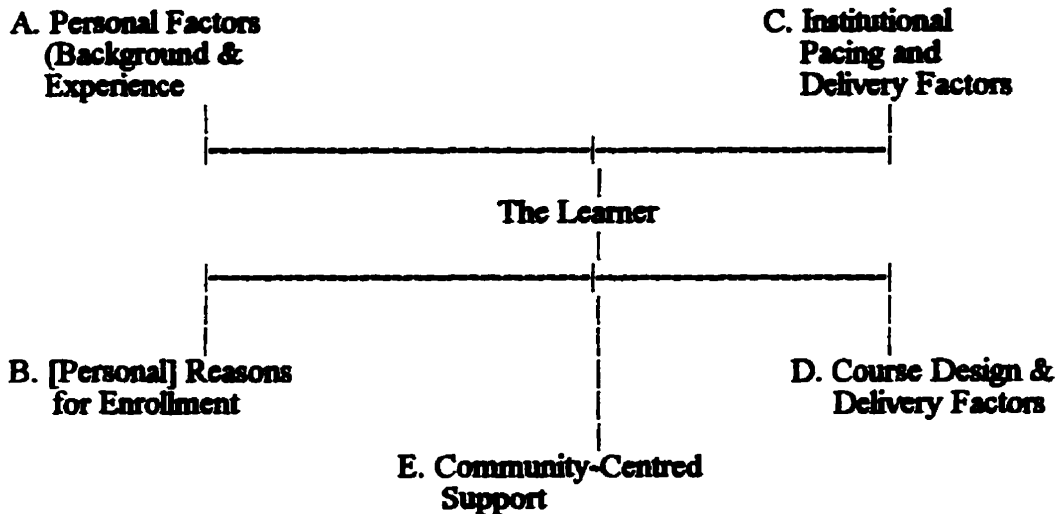 A. Personal Factors
(Background &
Experience
C. Institutional
Pacing and
Delivery Factors
The Learner
B. [Personal] Reasons
for Enrollment
D. Course Design &
Delivery Factors
E. Community-Centred
Support